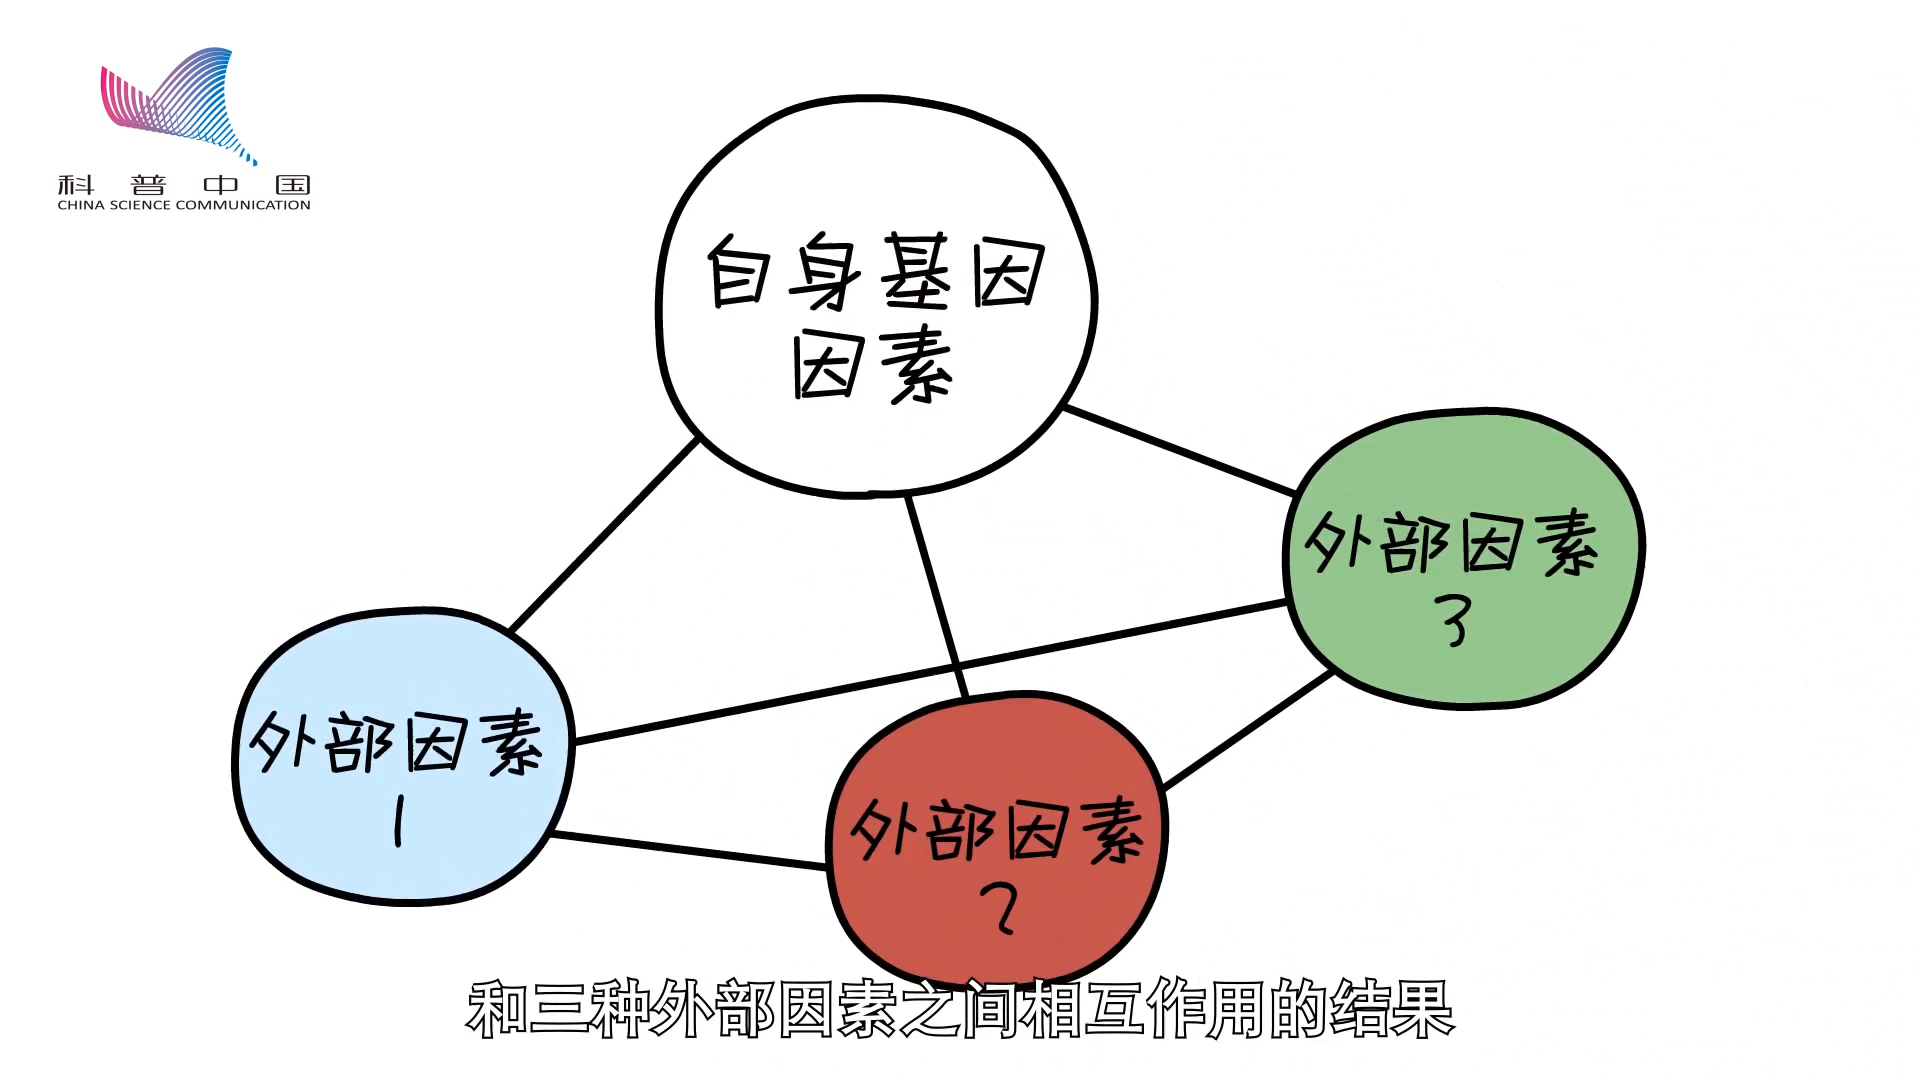 科普中国
CHINA SCIENCE COMMUNICATION
自身基因
因素
外部因素
3
外部因素
1
外部因素
2
和三种外部因素之间相互作用的结果